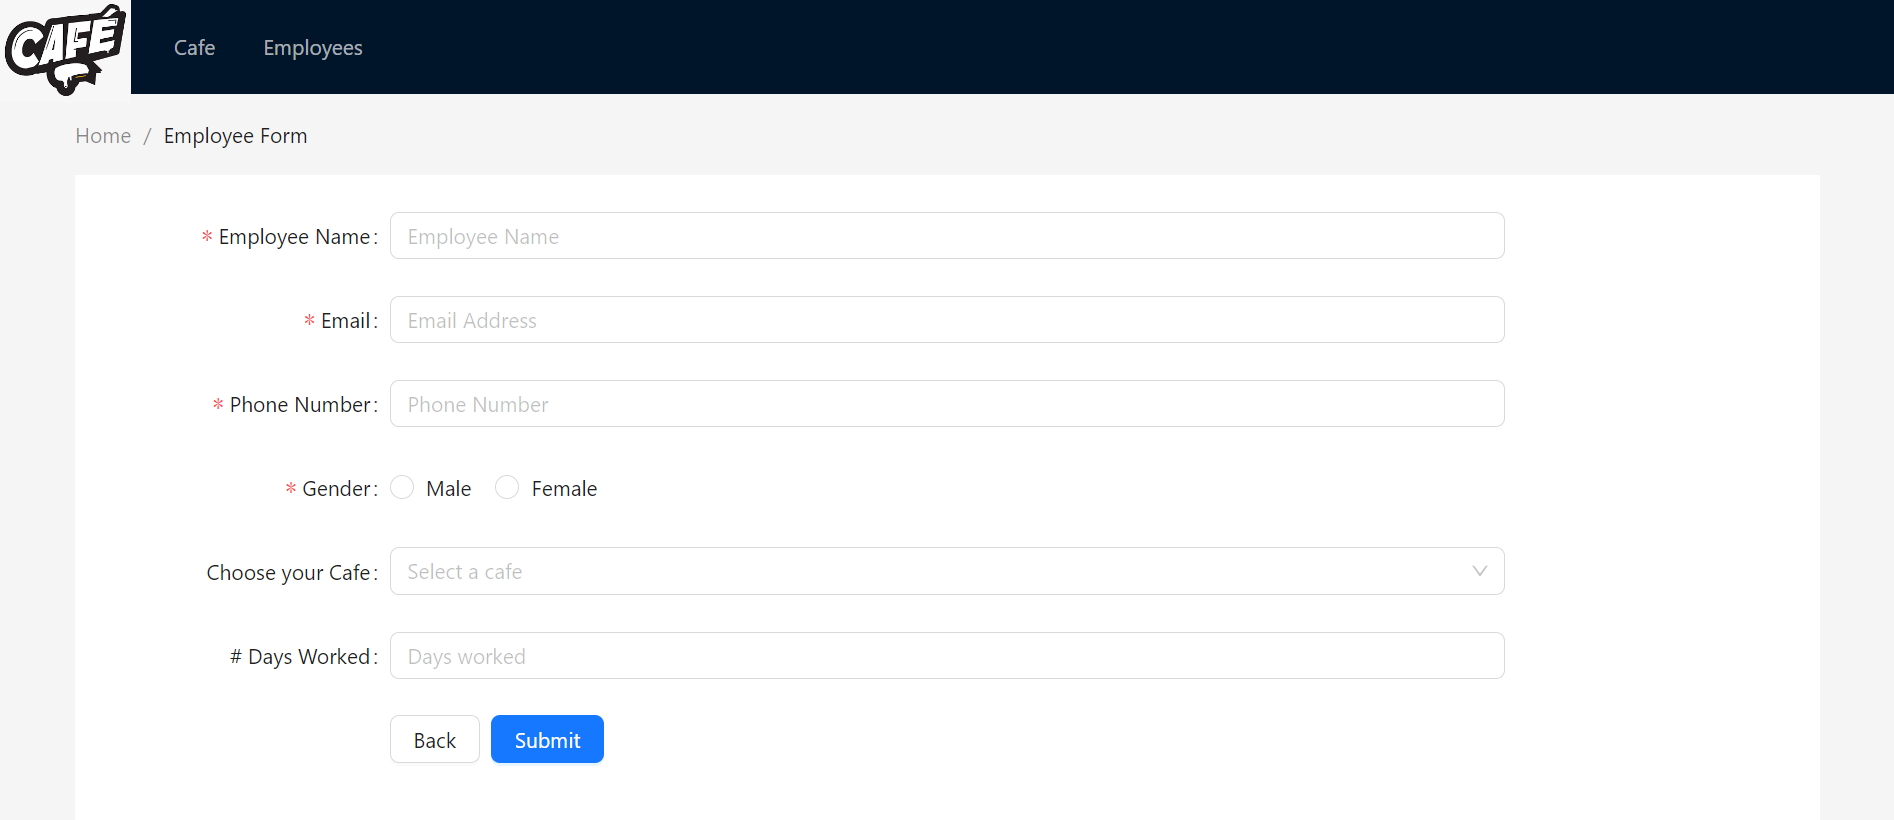 CAFÉ
Cafe Employees
Home / Employee Form
* Employee Name: Employee Name
* Email: Email Address
* Phone Number: Phone Number
* Gender: Male Female
Choose your Cafe: Select a cafe
# Days Worked: Days worked
Back Submit